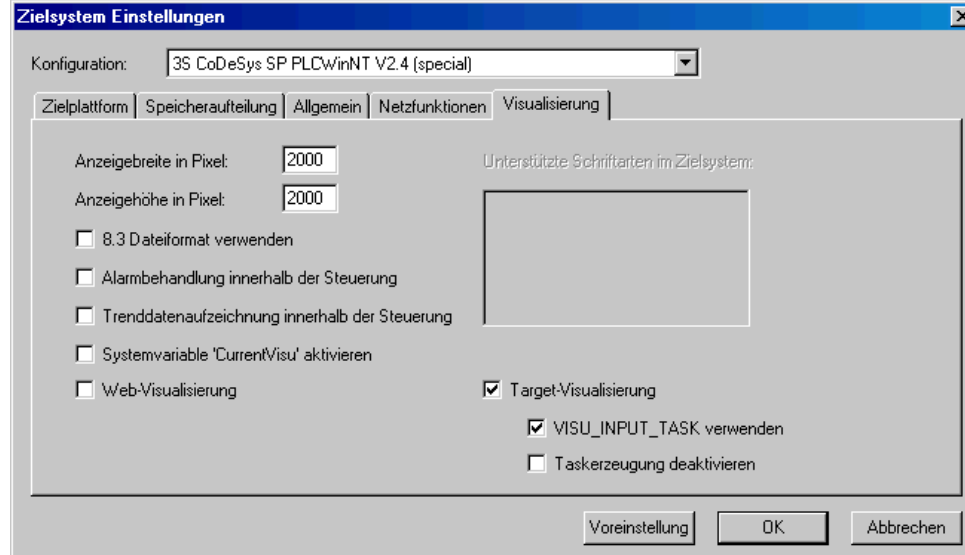 Zielsystem Einstellungen
Konfiguration: 3S CoDeSys SP PLCWinNT V2.4 (special)
Zielplattform Speicheraufteilung Allgemein Netzfunktionen Visualisierung
Anzeigebreite in Pixel: 2000
Unterstützte Schriftarten im Zielsystem:
Anzeigehöhe in Pixel: 2000
8.3 Dateiformat verwenden
Alarmbehandlung innerhalb der Steuerung
Trenddatenaufzeichnung innerhalb der Steuerung
Systemvariable 'CurrentVisu' aktivieren
Web-Visualisierung
Target-Visualisierung
VISU_INPUT_TASK verwenden
Taskerzeugung deaktivieren
Voreinstellung OK Abbrechen